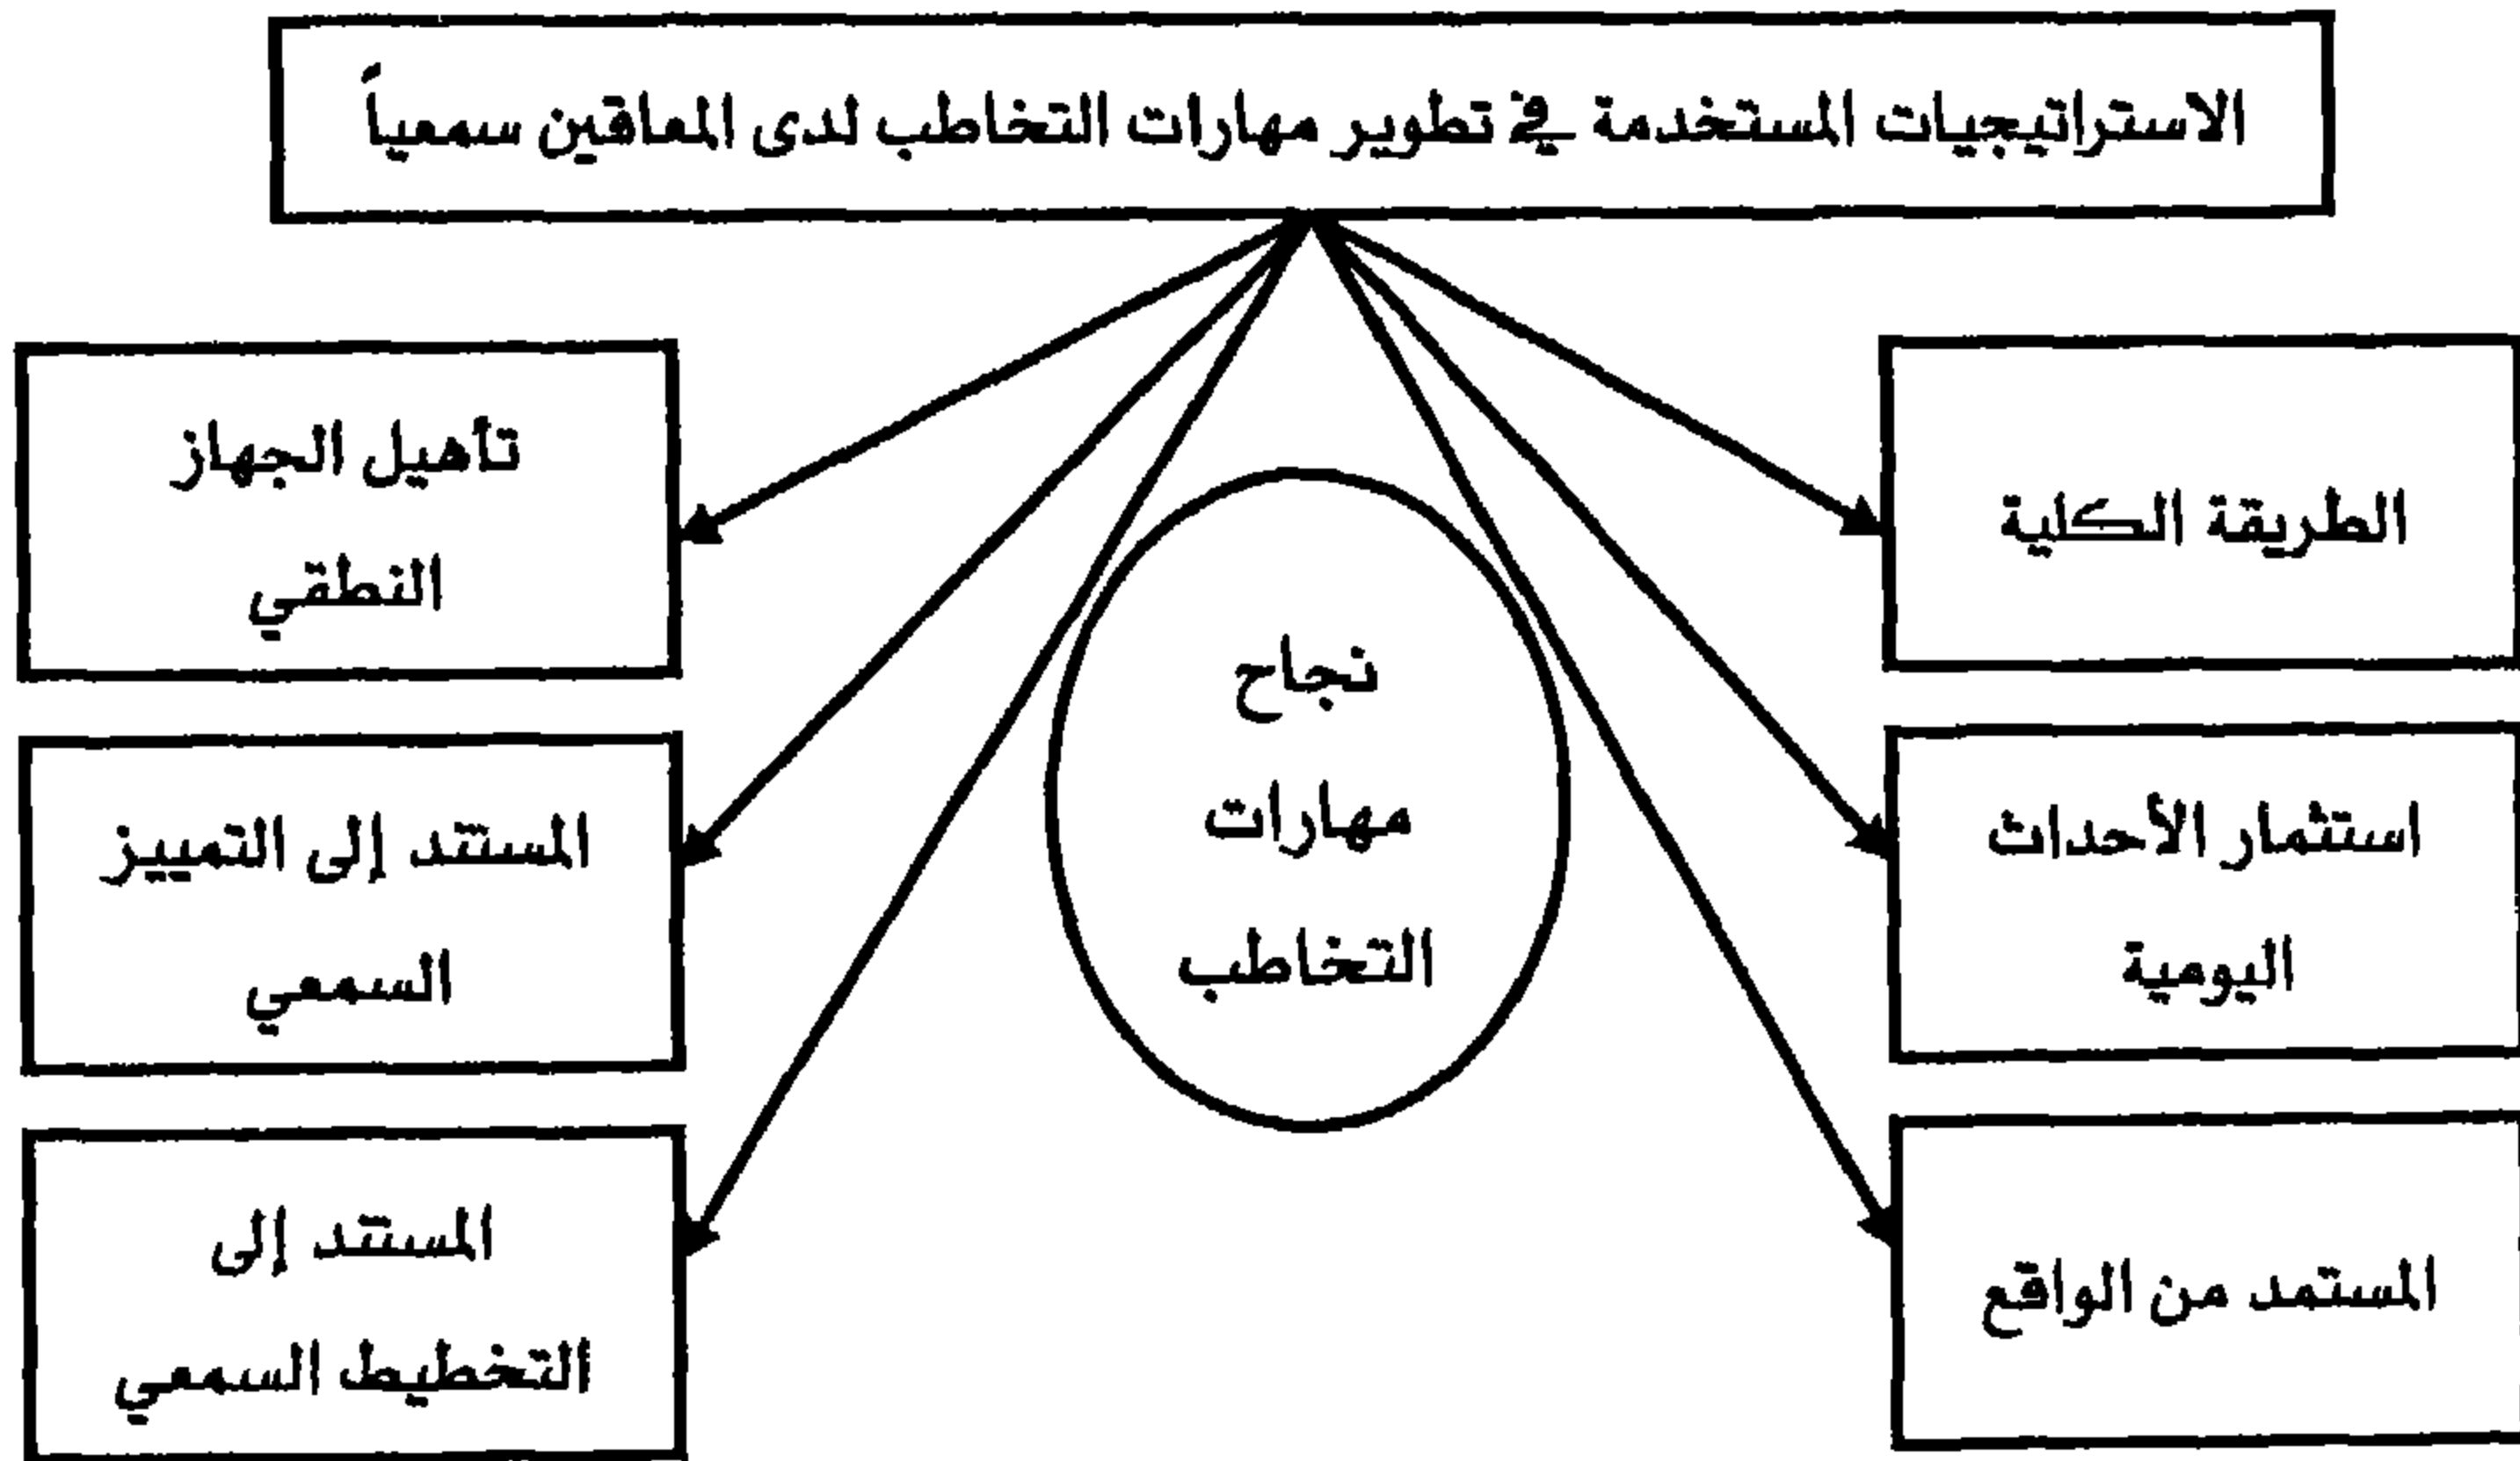 الاستراتيجيات المستخدمة في تطوير مهارات التخاطب لدى المعاقين سمعياً
الطريقة الكلية
استثمار الأحداث
اليومية
المستمد من الواقع
نجاح
مهارات
التخاطب
تأهيل الجهاز
النطقي
المستند إلى التمييز
السمعي
المستند إلى
التخطيط السمعي